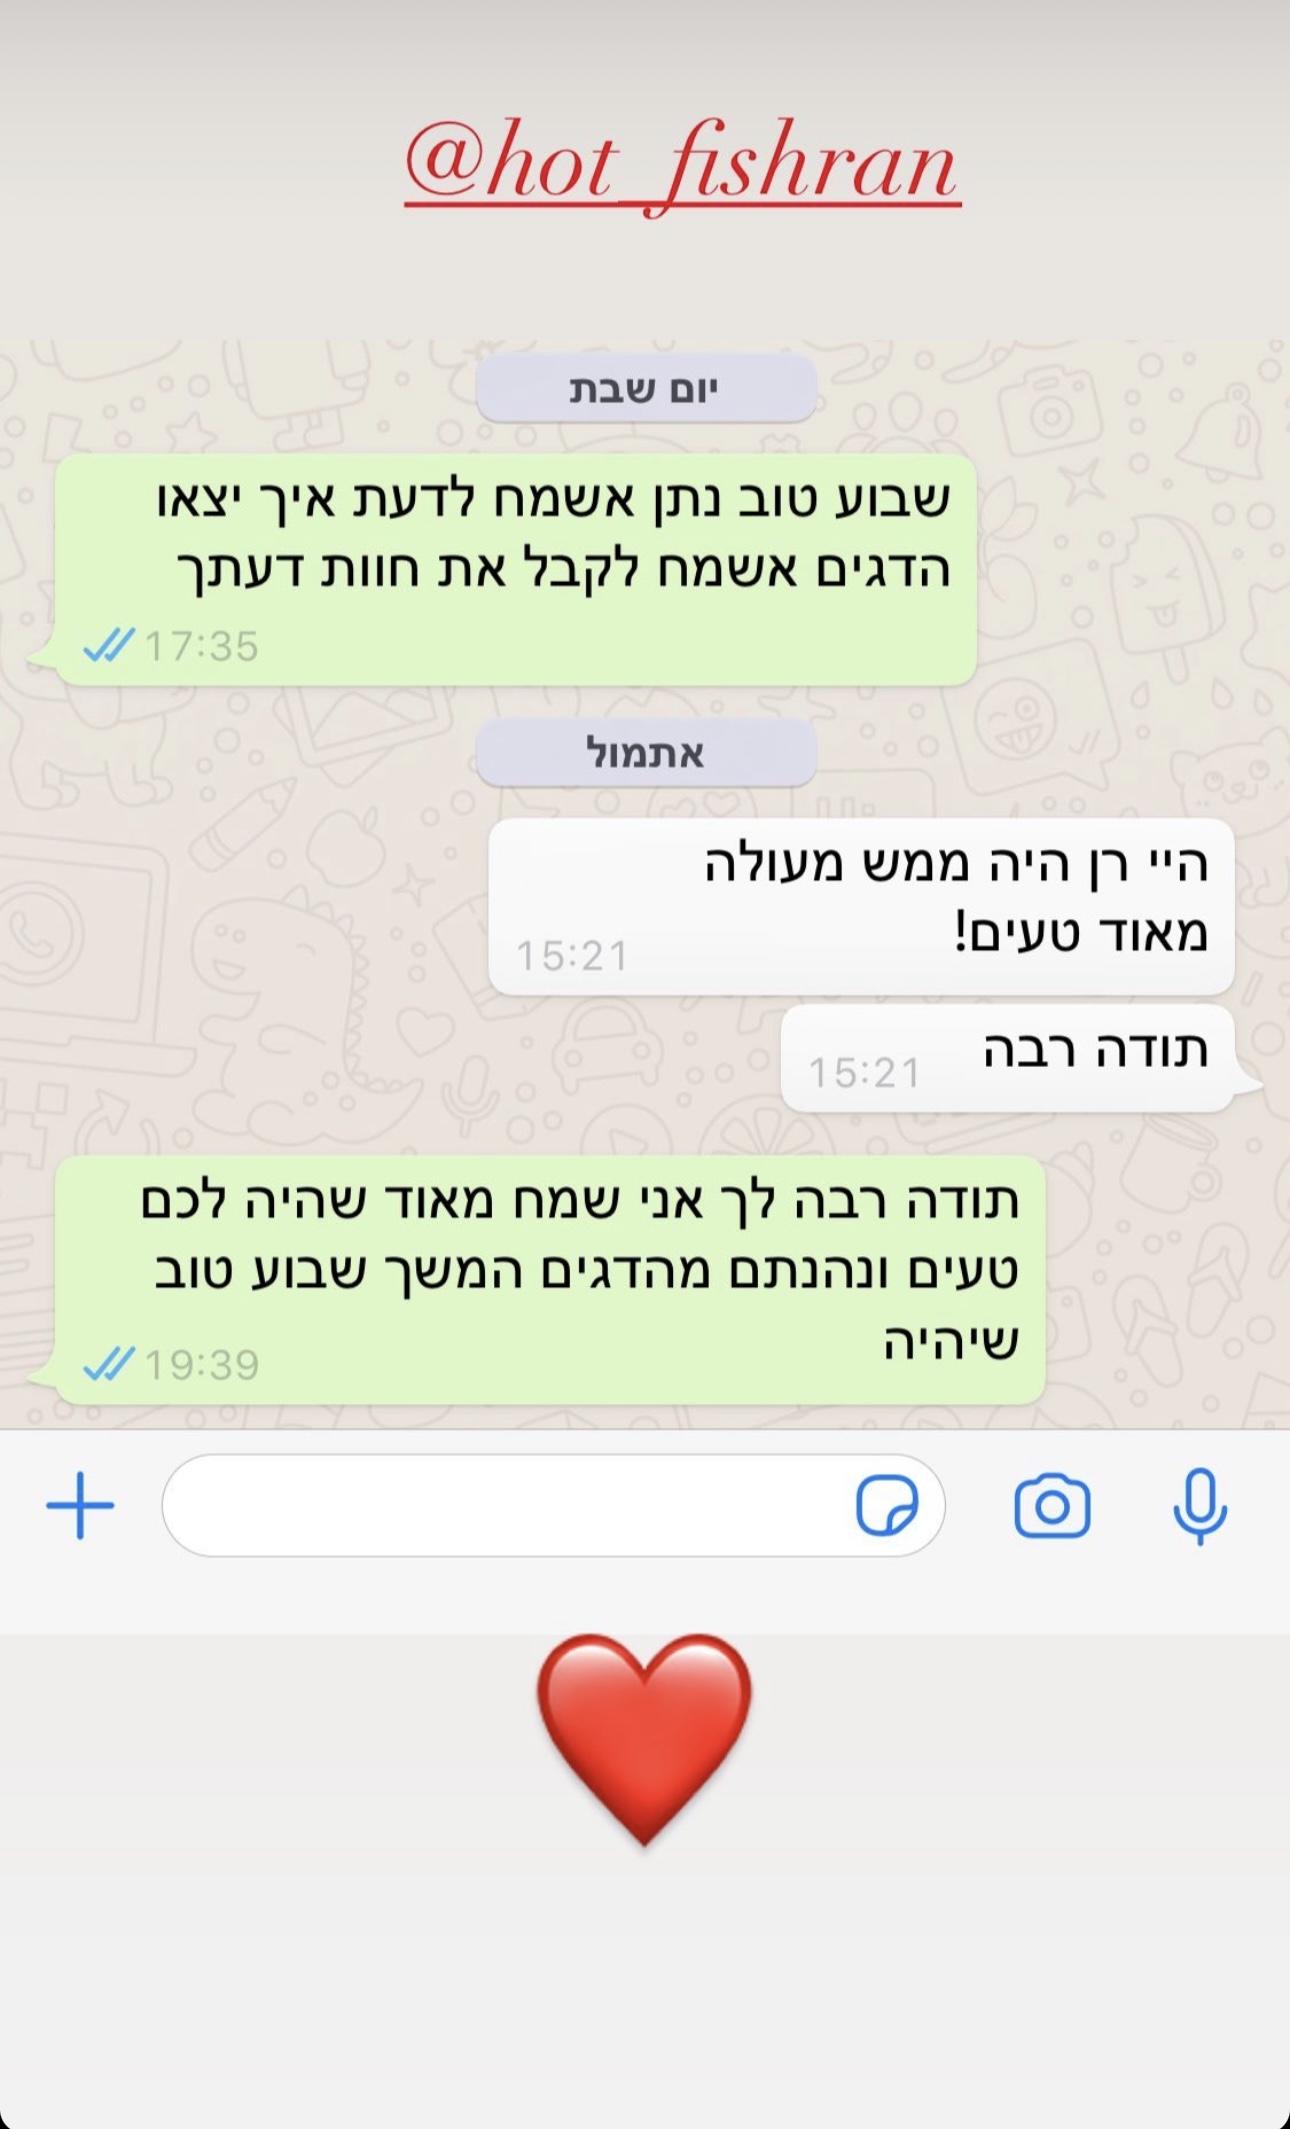 @hot_fishran
יום שבת
שבוע טוב נתן אשמח לדעת איך יצאו
הדגים אשמח לקבל את חוות דעתך
17:35
אתמול
היי רן היה ממש מעולה
מאוד טעים!
15:21
תודה רבה
15:21
תודה רבה לך אני שמח מאוד שהיה לכם
טעים ונהנתם מהדגים המשך שבוע טוב
שיהיה
19:39